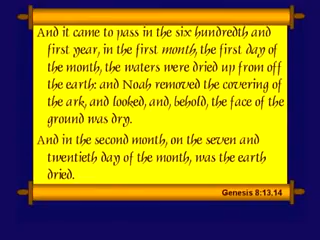 And it came to pass in the six hundredth and
first year, in the first month, the first day of
the month, the waters were dried up from off
the earth: and Noah removed the covering of
the ark, and looked, and, behold, the face of the
ground was dry.
And in the second month, on the seven and
twentieth day of the month, was the earth
dried.
Genesis 8:13,14